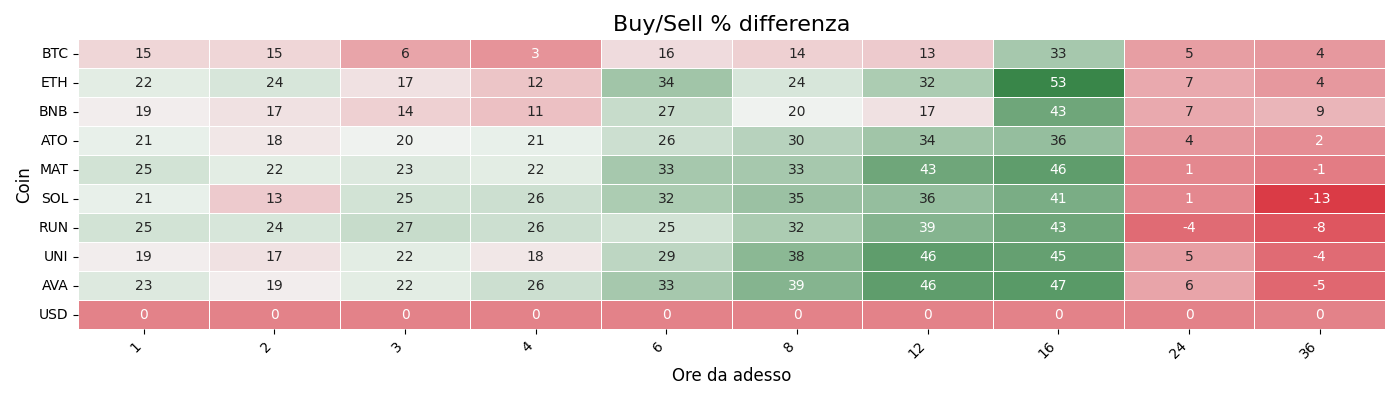 Buy/Sell % differenza
Coin
BTC 15 15 6 3 16 14 13 33 5 4
ETH 22 24 17 12 34 24 32 53 7 4
BNB 19 17 14 11 27 20 17 43 7 9
ATO 21 18 20 21 26 30 34 36 4 2
MAT 25 22 23 22 33 33 43 46 1 -1
SOL 21 13 25 26 32 35 36 41 1 -13
RUN 25 24 27 26 25 32 39 43 -4 -8
UNI 19 17 22 18 29 38 46 45 5 -4
AVA 23 19 22 26 33 39 46 47 6 -5
USD 0 0 0 0 0 0 0 0 0 0
1 2 3 4 6 8 12 16 24 36
Ore da adesso